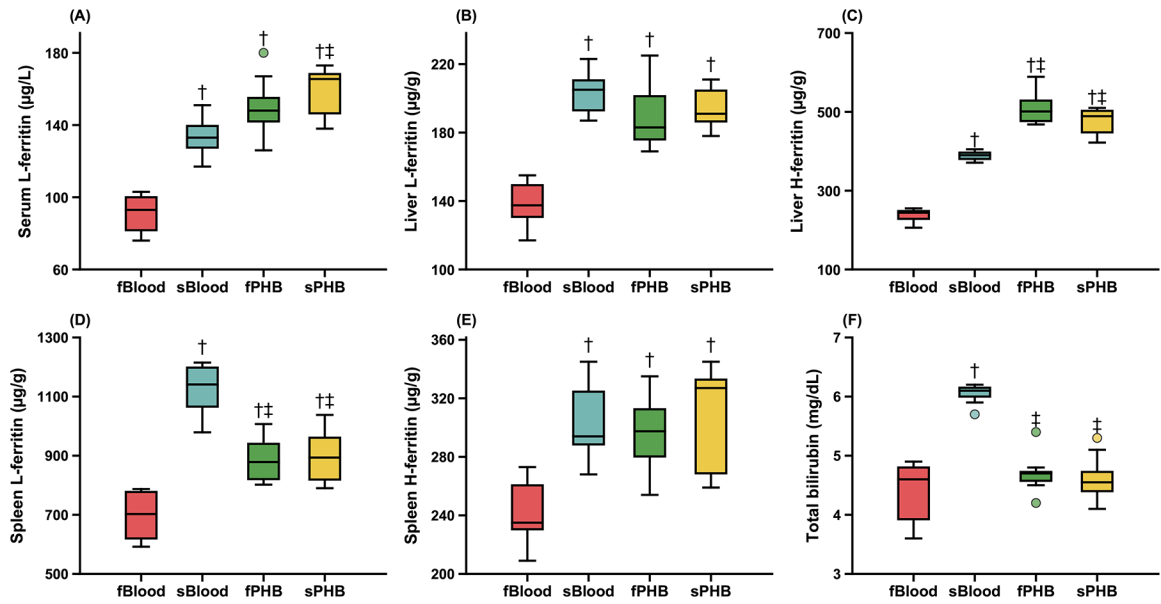 (A)
Serum L-ferritin (μg/L)
180
140
100
60
†
†
†‡
fBlood sBlood fPHB sPHB
(B)
Liver L-ferritin (μg/g)
220
180
140
100
†
†
†
fBlood sBlood fPHB sPHB
(C)
Liver H-ferritin (μg/g)
700
500
300
100
†
†‡
†‡
fBlood sBlood fPHB sPHB
(D)
Spleen L-ferritin (μg/g)
1300
1100
900
700
500
†
†‡
†‡
fBlood sBlood fPHB sPHB
(E)
Spleen H-ferritin (μg/g)
360
320
280
240
200
†
†
†
fBlood sBlood fPHB sPHB
(F)
Total bilirubin (mg/dL)
7
6
5
4
3
†
‡
‡
fBlood sBlood fPHB sPHB